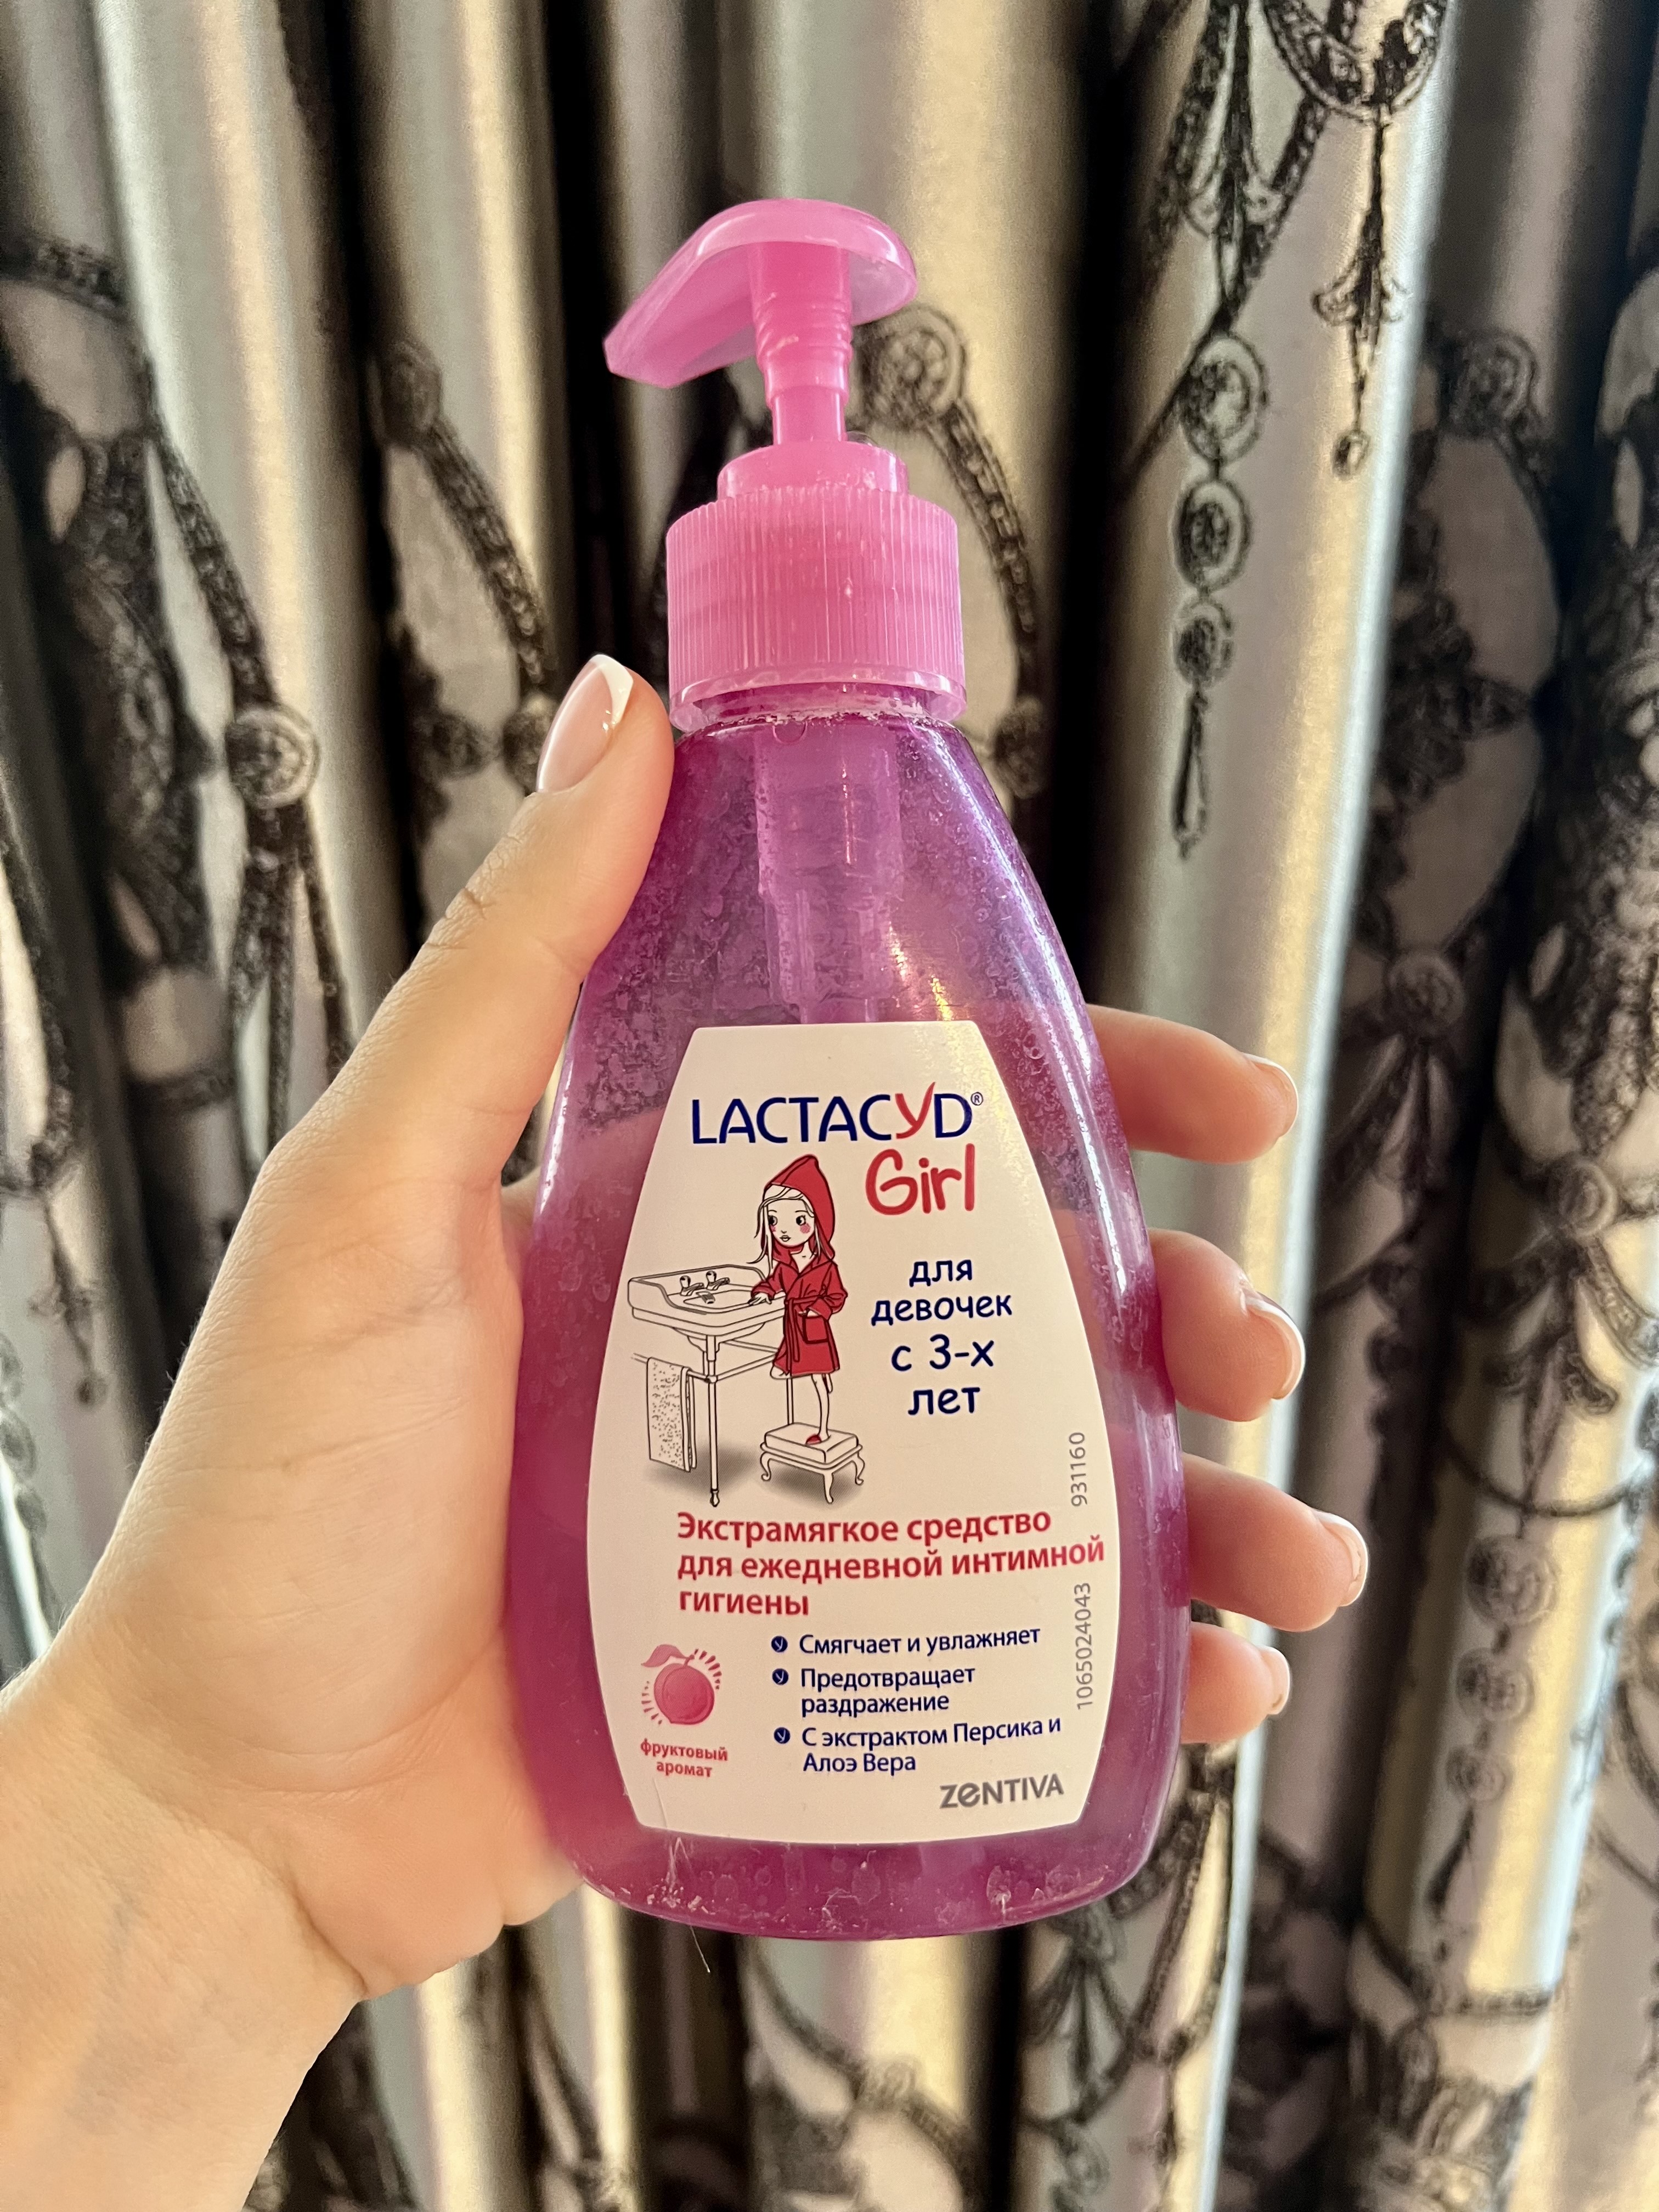 LACTACYD®
Girl
для
девочек
с 3-х
лет
931160
Экстрамягкое средство
для ежедневной интимной
гигиены
1065024043
Смягчает и увлажняет
Предотвращает
раздражение
С экстрактом Персика и
Алоэ Вера
фруктовый
аромат
ZENTIVA